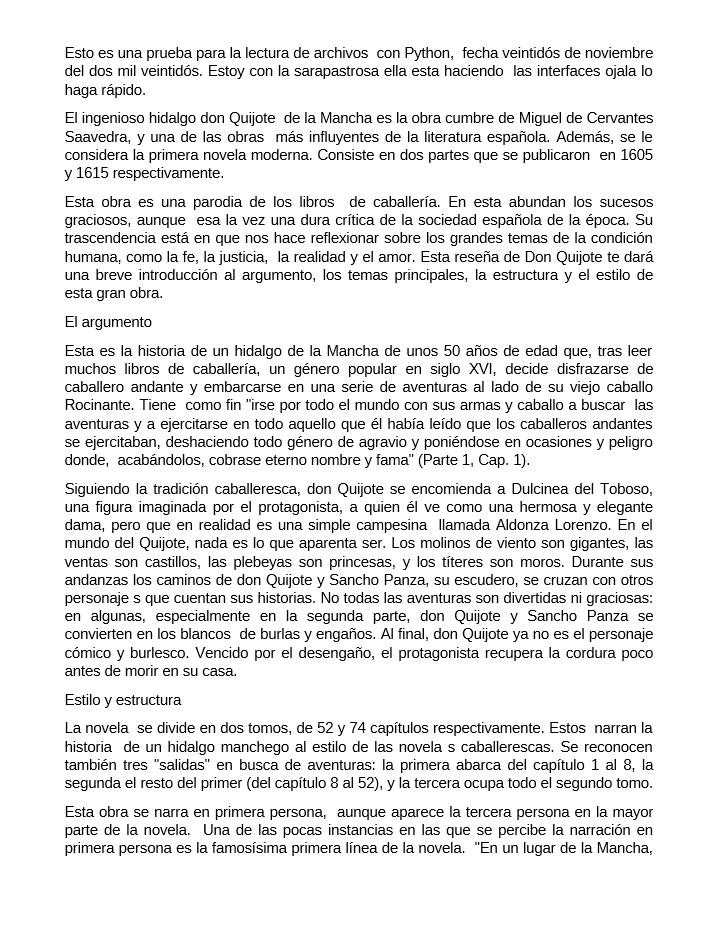 Esto es una prueba para la lectura de archivos con Python, fecha veintidós de noviembre
del dos mil veintidós. Estoy con la sarapastrosa ella esta haciendo las interfaces ojala lo
haga rápido.
El ingenioso hidalgo don Quijote de la Mancha es la obra cumbre de Miguel de Cervantes
Saavedra, y una de las obras más influyentes de la literatura española. Además, se le
considera la primera novela moderna. Consiste en dos partes que se publicaron en 1605
y 1615 respectivamente.
Esta obra es una parodia de los libros de caballería. En esta abundan los sucesos
graciosos, aunque esa la vez una dura crítica de la sociedad española de la época. Su
trascendencia está en que nos hace reflexionar sobre los grandes temas de la condición
humana, como la fe, la justicia, la realidad y el amor. Esta reseña de Don Quijote te dará
una breve introducción al argumento, los temas principales, la estructura y el estilo de
esta gran obra.
El argumento
Esta es la historia de un hidalgo de la Mancha de unos 50 años de edad que, tras leer
muchos libros de caballería, un género popular en siglo XVI, decide disfrazarse de
caballero andante y embarcarse en una serie de aventuras al lado de su viejo caballo
Rocinante. Tiene como fin "irse por todo el mundo con sus armas y caballo a buscar las
aventuras y a ejercitarse en todo aquello que él había leído que los caballeros andantes
se ejercitaban, deshaciendo todo género de agravio y poniéndose en ocasiones y peligro
donde, acabándolos, cobrase eterno nombre y fama" (Parte 1, Cap. 1).
Siguiendo la tradición caballeresca, don Quijote se encomienda a Dulcinea del Toboso,
una figura imaginada por el protagonista, a quien él ve como una hermosa y elegante
dama, pero que en realidad es una simple campesina llamada Aldonza Lorenzo. En el
mundo del Quijote, nada es lo que aparenta ser. Los molinos de viento son gigantes, las
ventas son castillos, las plebeyas son princesas, y los títeres son moros. Durante sus
andanzas los caminos de don Quijote y Sancho Panza, su escudero, se cruzan con otros
personaje s que cuentan sus historias. No todas las aventuras son divertidas ni graciosas:
en algunas, especialmente en la segunda parte, don Quijote y Sancho Panza se
convierten en los blancos de burlas y engaños. Al final, don Quijote ya no es el personaje
cómico y burlesco. Vencido por el desengaño, el protagonista recupera la cordura poco
antes de morir en su casa.
Estilo y estructura
La novela se divide en dos tomos, de 52 y 74 capítulos respectivamente. Estos narran la
historia de un hidalgo manchego al estilo de las novela s caballerescas. Se reconocen
también tres "salidas" en busca de aventuras: la primera abarca del capítulo 1 al 8, la
segunda el resto del primer (del capítulo 8 al 52), y la tercera ocupa todo el segundo tomo.
Esta obra se narra en primera persona, aunque aparece la tercera persona en la mayor
parte de la novela. Una de las pocas instancias en las que se percibe la narración en
primera persona es la famosísima primera línea de la novela. "En un lugar de la Mancha,